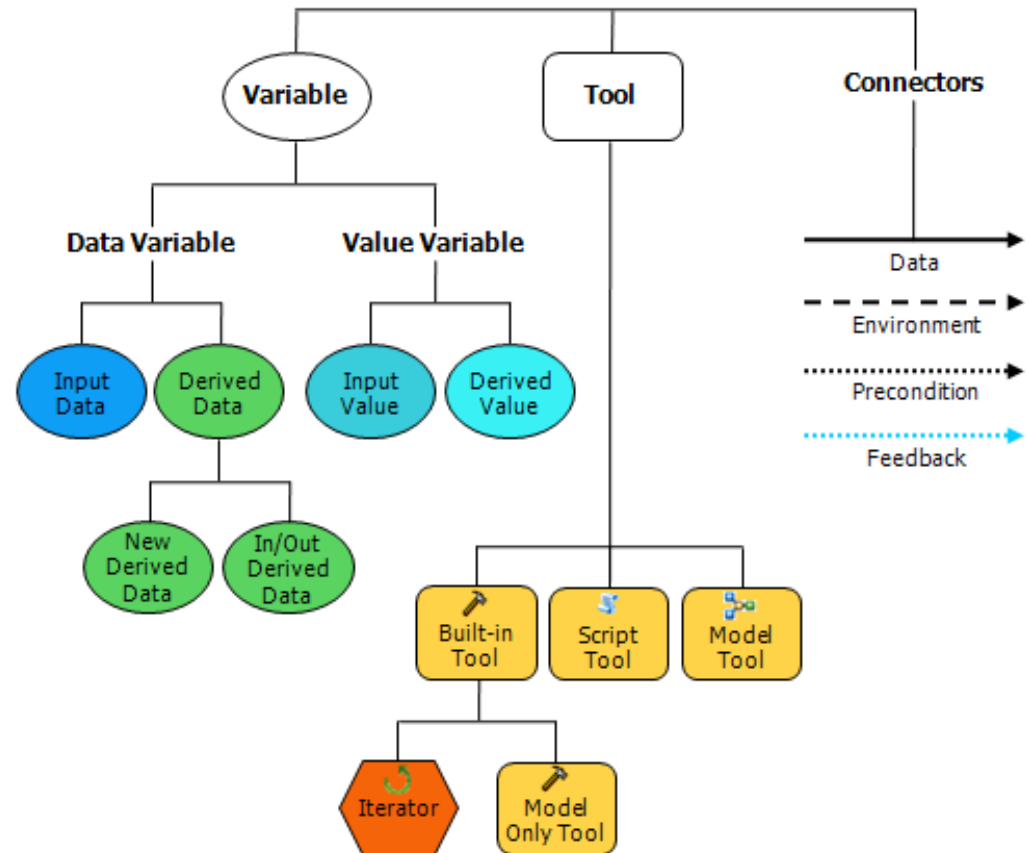 Variable
Tool
Connectors
Data Variable
Value Variable
Data
Environment
Precondition
Feedback
Input
Data
Derived
Data
Input
Value
Derived
Value
New
Derived
Data
In/Out
Derived
Data
Built-in
Tool
Script
Tool
Model
Tool
Iterator
Model
Only Tool